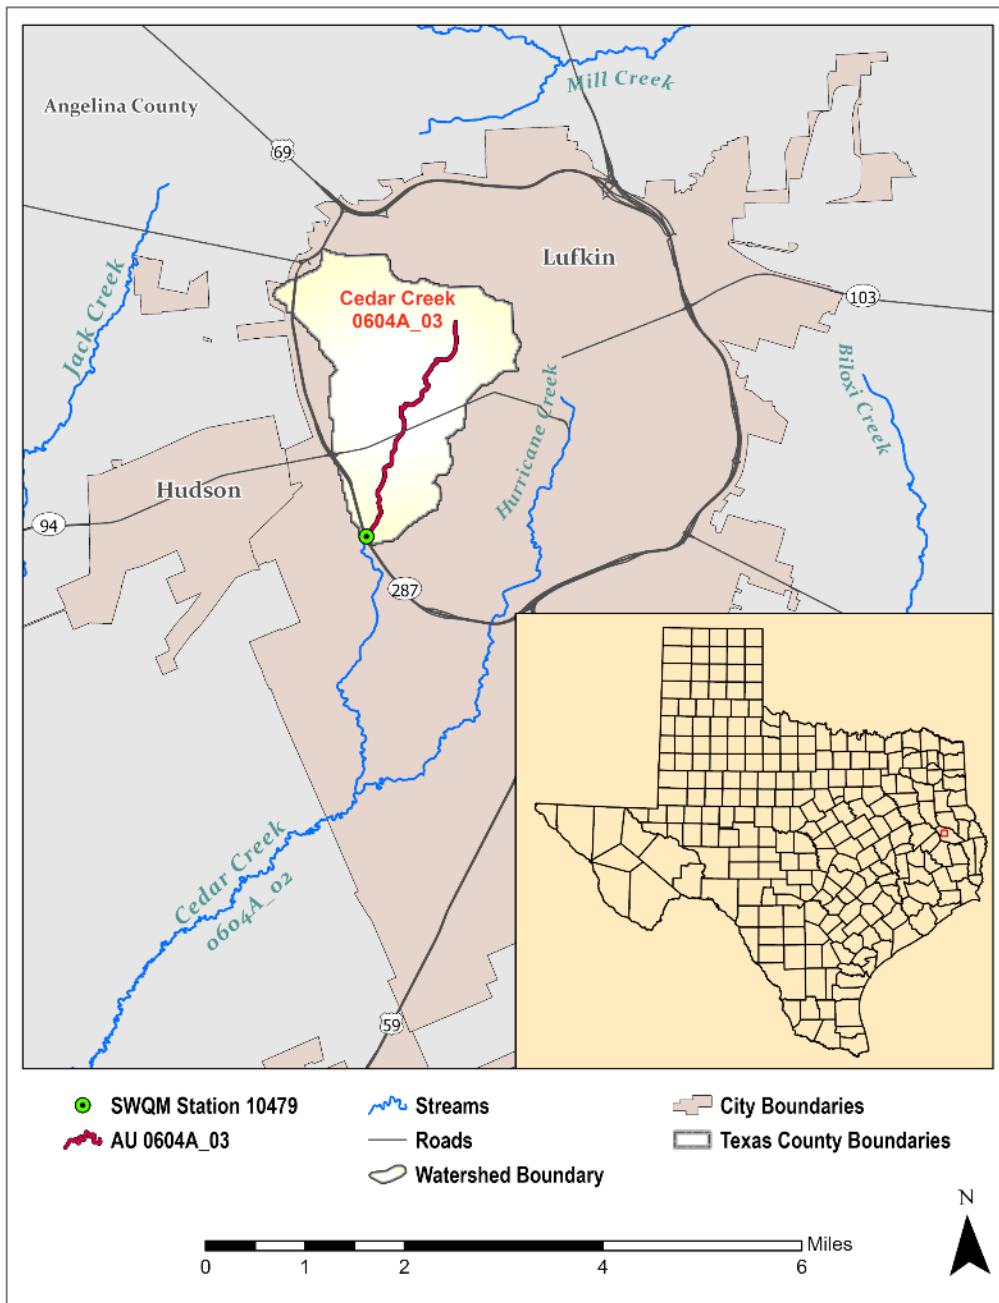 Mill Creek
Angelina County
69
Lufkin
Jack Creek
Cedar Creek
0604A_03
103
Biloxi Creek
Hurricane Creek
Hudson
94
287
Cedar Creek
0604A_02
59
SWQM Station 10479
Streams
City Boundaries
AU 0604A_03
Roads
Texas County Boundaries
Watershed Boundary
N
Miles
0 1 2 4 6